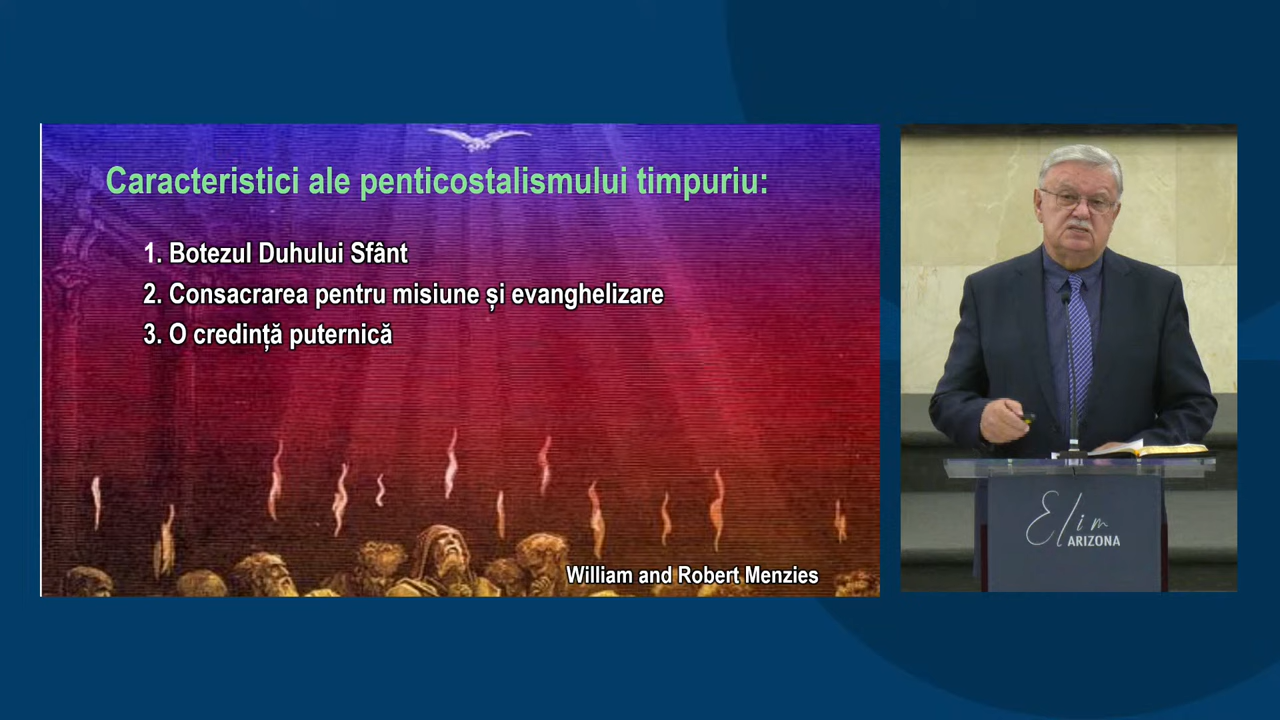 Caracteristici ale penticostalismului timpuriu:
1. Botezul Duhului Sfânt
2. Consacrarea pentru misiune și evanghelizare
3. O credință puternică
William and Robert Menzies
Elim
ARIZONA